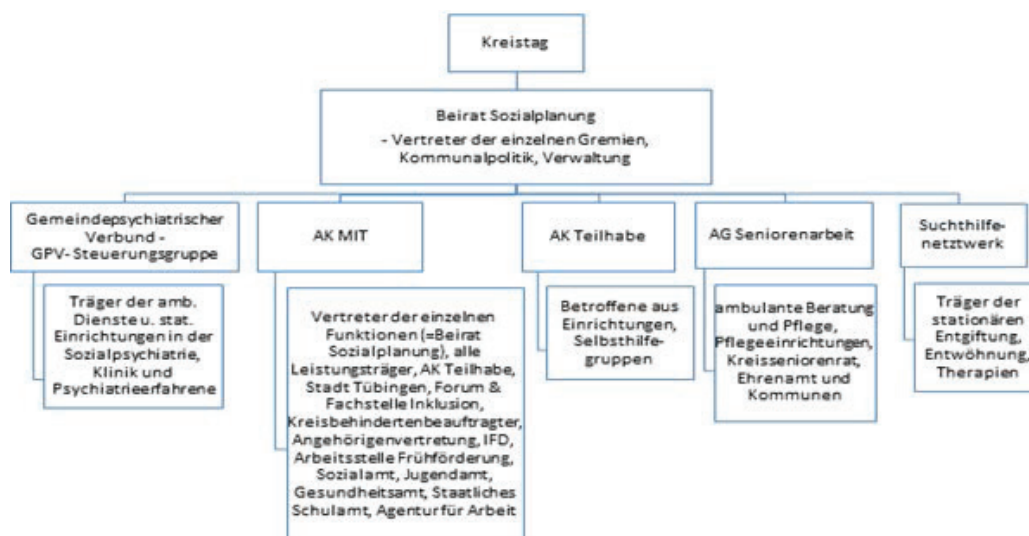 Kreistag
Beirat Sozialplanung
- Vertreter der einzelnen Gremien,
Kommunalpolitik, Verwaltung
Gemeindepsychiatrischer
Verbund -
GPV- Steuerungsgruppe
Träger der amb.
Dienste u. stat.
Einrichtungen in der
Sozialpsychiatrie,
Klinik und
Psychiatrieerfahrene
AK MIT
Vertreter der einzelnen
Funktionen (=Beirat
Sozialplanung), alle
Leistungsträger, AK Teilhabe,
Stadt Tübingen, Forum &
Fachstelle Inklusion,
Kreisbehindertenbeauftragter,
Angehörigenvertretung, IFD,
Arbeitsstelle Frühförderung,
Sozialamt, Jugendamt,
Gesundheitsamt, Staatliches
Schulamt, Agentur für Arbeit
AK Teilhabe
Betroffene aus
Einrichtungen,
Selbsthilfe-
gruppen
AG Seniorenarbeit
ambulante Beratung
und Pflege,
Pflegeeinrichtungen,
Kreisseniorenrat,
Ehrenamt und
Kommunen
Suchthilfe-
netztwerk
Träger der
stationären
Entgiftung,
Entwöhnung,
Therapien